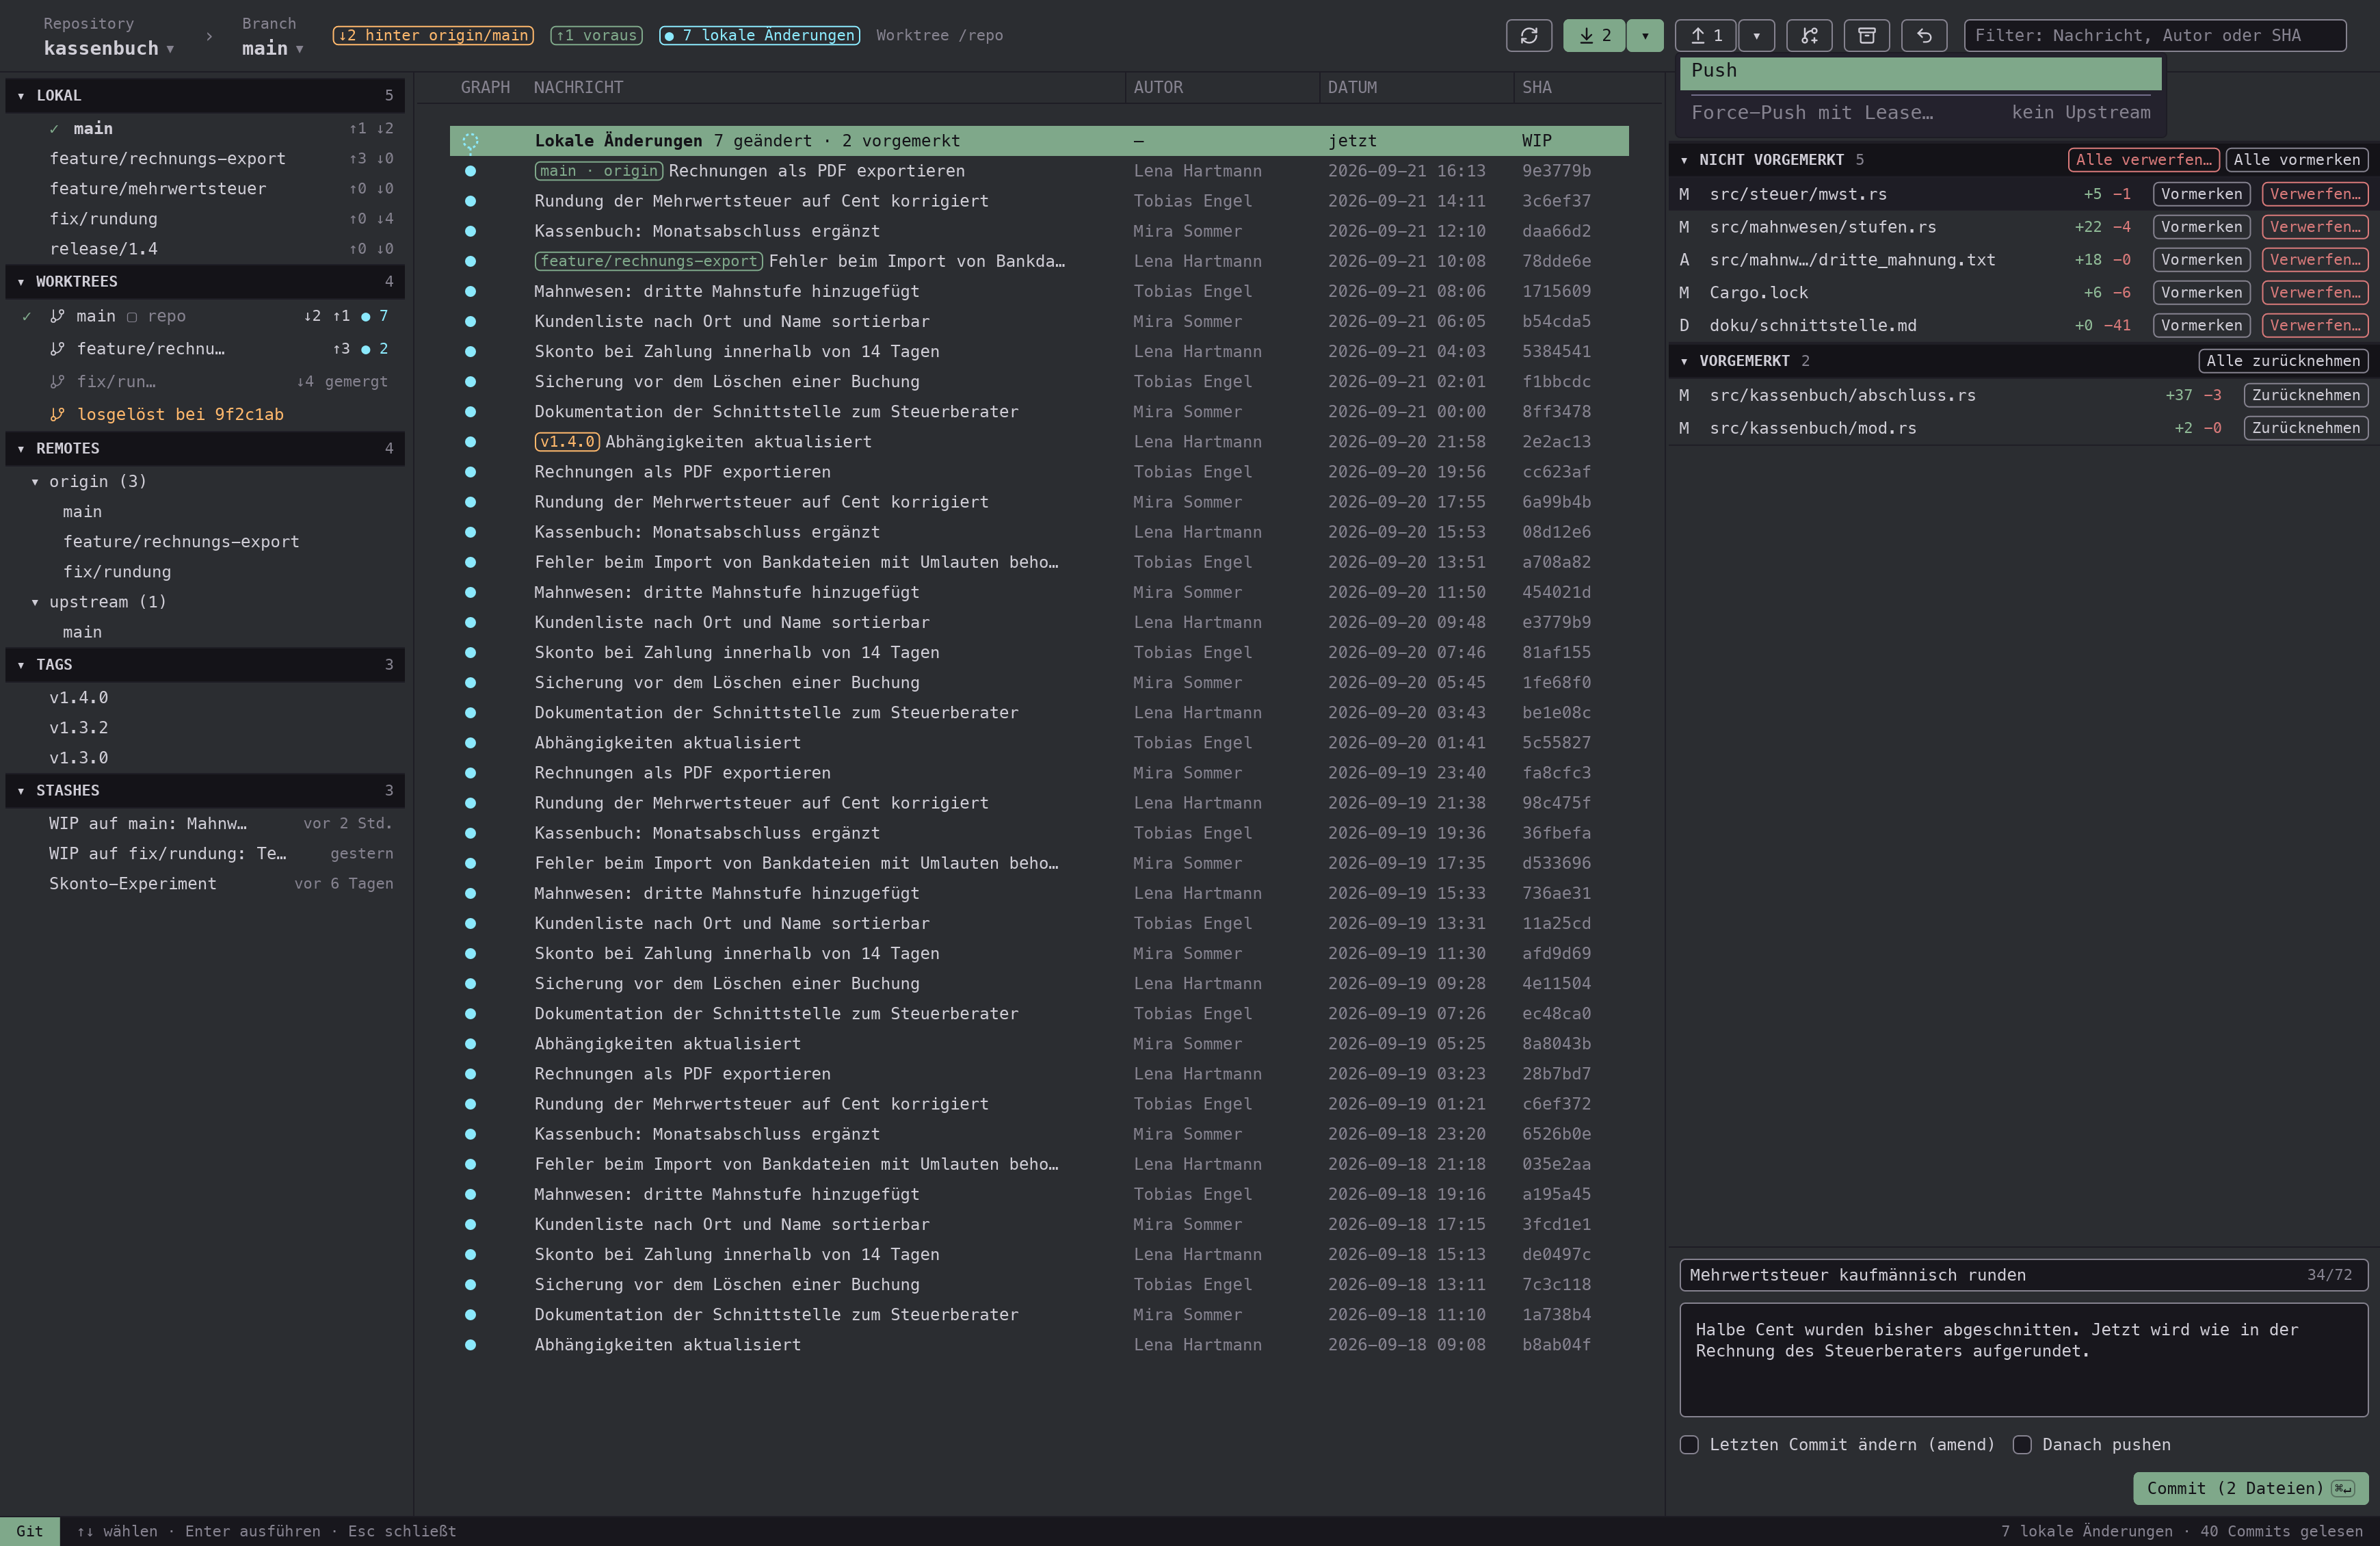 Repository
kassenbuch ▾
›
Branch
main ▾
↓2 hinter origin/main
↑1 voraus
● 7 lokale Änderungen
Worktree /repo
2 ▾
1 ▾
Filter: Nachricht, Autor oder SHA
Push
Force-Push mit Lease… kein Upstream
▾ LOKAL 5
✓ main ↑1 ↓2
feature/rechnungs-export ↑3 ↓0
feature/mehrwertsteuer ↑0 ↓0
fix/rundung ↑0 ↓4
release/1.4 ↑0 ↓0
▾ WORKTREES 4
✓ main ▢ repo ↓2 ↑1 ● 7
feature/rechnu… ↑3 ● 2
fix/run… ↓4 gemergt
losgelöst bei 9f2c1ab
▾ REMOTES 4
▾ origin (3)
main
feature/rechnungs-export
fix/rundung
▾ upstream (1)
main
▾ TAGS 3
v1.4.0
v1.3.2
v1.3.0
▾ STASHES 3
WIP auf main: Mahnw… vor 2 Std.
WIP auf fix/rundung: Te… gestern
Skonto-Experiment vor 6 Tagen
GRAPH NACHRICHT AUTOR DATUM SHA
Lokale Änderungen 7 geändert · 2 vorgemerkt — jetzt WIP
main · origin Rechnungen als PDF exportieren Lena Hartmann 2026-09-21 16:13 9e3779b
Rundung der Mehrwertsteuer auf Cent korrigiert Tobias Engel 2026-09-21 14:11 3c6ef37
Kassenbuch: Monatsabschluss ergänzt Mira Sommer 2026-09-21 12:10 daa66d2
feature/rechnungs-export Fehler beim Import von Bankda… Lena Hartmann 2026-09-21 10:08 78dde6e
Mahnwesen: dritte Mahnstufe hinzugefügt Tobias Engel 2026-09-21 08:06 1715609
Kundenliste nach Ort und Name sortierbar Mira Sommer 2026-09-21 06:05 b54cda5
Skonto bei Zahlung innerhalb von 14 Tagen Lena Hartmann 2026-09-21 04:03 5384541
Sicherung vor dem Löschen einer Buchung Tobias Engel 2026-09-21 02:01 f1bbcdc
Dokumentation der Schnittstelle zum Steuerberater Mira Sommer 2026-09-21 00:00 8ff3478
v1.4.0 Abhängigkeiten aktualisiert Lena Hartmann 2026-09-20 21:58 2e2ac13
Rechnungen als PDF exportieren Tobias Engel 2026-09-20 19:56 cc623af
Rundung der Mehrwertsteuer auf Cent korrigiert Mira Sommer 2026-09-20 17:55 6a99b4b
Kassenbuch: Monatsabschluss ergänzt Lena Hartmann 2026-09-20 15:53 08d12e6
Fehler beim Import von Bankdateien mit Umlauten beho… Tobias Engel 2026-09-20 13:51 a708a82
Mahnwesen: dritte Mahnstufe hinzugefügt Mira Sommer 2026-09-20 11:50 454021d
Kundenliste nach Ort und Name sortierbar Lena Hartmann 2026-09-20 09:48 e3779b9
Skonto bei Zahlung innerhalb von 14 Tagen Tobias Engel 2026-09-20 07:46 81af155
Sicherung vor dem Löschen einer Buchung Mira Sommer 2026-09-20 05:45 1fe68f0
Dokumentation der Schnittstelle zum Steuerberater Lena Hartmann 2026-09-20 03:43 be1e08c
Abhängigkeiten aktualisiert Tobias Engel 2026-09-20 01:41 5c55827
Rechnungen als PDF exportieren Mira Sommer 2026-09-19 23:40 fa8cfc3
Rundung der Mehrwertsteuer auf Cent korrigiert Lena Hartmann 2026-09-19 21:38 98c475f
Kassenbuch: Monatsabschluss ergänzt Tobias Engel 2026-09-19 19:36 36fbefa
Fehler beim Import von Bankdateien mit Umlauten beho… Mira Sommer 2026-09-19 17:35 d533696
Mahnwesen: dritte Mahnstufe hinzugefügt Lena Hartmann 2026-09-19 15:33 736ae31
Kundenliste nach Ort und Name sortierbar Tobias Engel 2026-09-19 13:31 11a25cd
Skonto bei Zahlung innerhalb von 14 Tagen Mira Sommer 2026-09-19 11:30 afd9d69
Sicherung vor dem Löschen einer Buchung Lena Hartmann 2026-09-19 09:28 4e11504
Dokumentation der Schnittstelle zum Steuerberater Tobias Engel 2026-09-19 07:26 ec48ca0
Abhängigkeiten aktualisiert Mira Sommer 2026-09-19 05:25 8a8043b
Rechnungen als PDF exportieren Lena Hartmann 2026-09-19 03:23 28b7bd7
Rundung der Mehrwertsteuer auf Cent korrigiert Tobias Engel 2026-09-19 01:21 c6ef372
Kassenbuch: Monatsabschluss ergänzt Mira Sommer 2026-09-18 23:20 6526b0e
Fehler beim Import von Bankdateien mit Umlauten beho… Lena Hartmann 2026-09-18 21:18 035e2aa
Mahnwesen: dritte Mahnstufe hinzugefügt Tobias Engel 2026-09-18 19:16 a195a45
Kundenliste nach Ort und Name sortierbar Mira Sommer 2026-09-18 17:15 3fcd1e1
Skonto bei Zahlung innerhalb von 14 Tagen Lena Hartmann 2026-09-18 15:13 de0497c
Sicherung vor dem Löschen einer Buchung Tobias Engel 2026-09-18 13:11 7c3c118
Dokumentation der Schnittstelle zum Steuerberater Mira Sommer 2026-09-18 11:10 1a738b4
Abhängigkeiten aktualisiert Lena Hartmann 2026-09-18 09:08 b8ab04f
▾ NICHT VORGEMERKT 5 Alle verwerfen… Alle vormerken
M src/steuer/mwst.rs +5 −1 Vormerken Verwerfen…
M src/mahnwesen/stufen.rs +22 −4 Vormerken Verwerfen…
A src/mahnw…/dritte_mahnung.txt +18 −0 Vormerken Verwerfen…
M Cargo.lock +6 −6 Vormerken Verwerfen…
D doku/schnittstelle.md +0 −41 Vormerken Verwerfen…
▾ VORGEMERKT 2 Alle zurücknehmen
M src/kassenbuch/abschluss.rs +37 −3 Zurücknehmen
M src/kassenbuch/mod.rs +2 −0 Zurücknehmen
Mehrwertsteuer kaufmännisch runden 34/72
Halbe Cent wurden bisher abgeschnitten. Jetzt wird wie in der
Rechnung des Steuerberaters aufgerundet.
Letzten Commit ändern (amend) Danach pushen
Commit (2 Dateien) ⌘↵
Git ↑↓ wählen · Enter ausführen · Esc schließt
7 lokale Änderungen · 40 Commits gelesen